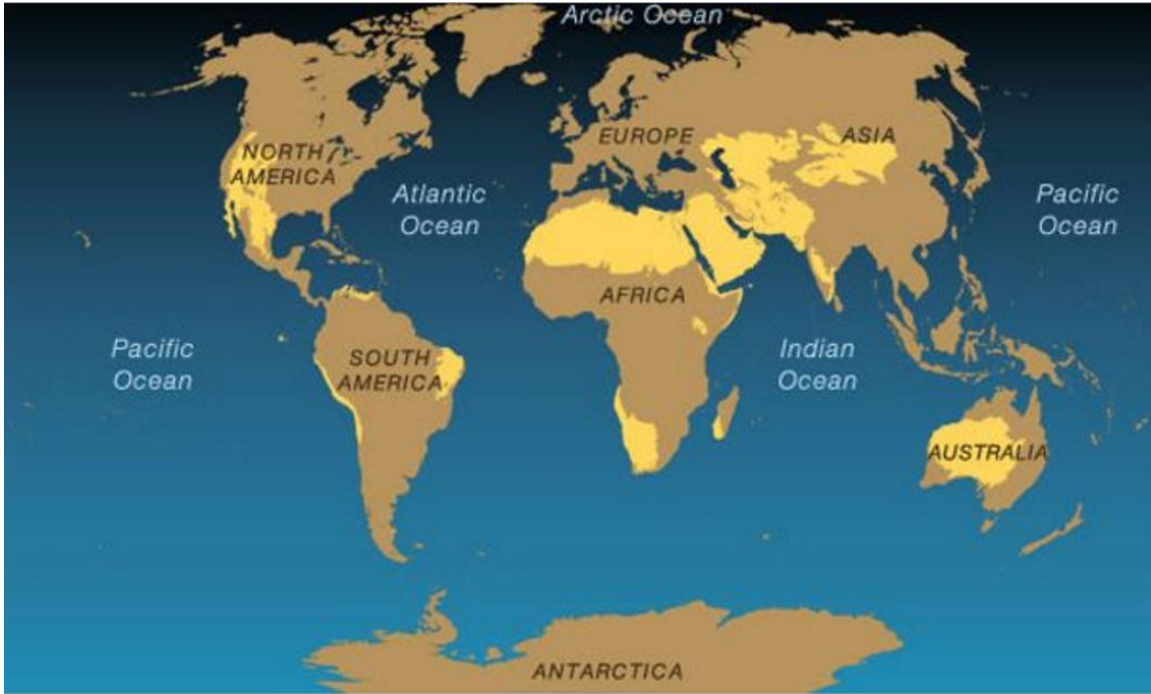 Arctic Ocean
EUROPE
ASIA
NORTH
AMERICA
Atlantic
Ocean
Pacific
Ocean
AFRICA
Pacific
Ocean
SOUTH
AMERICA
Indian
Ocean
AUSTRALIA
ANTARCTICA